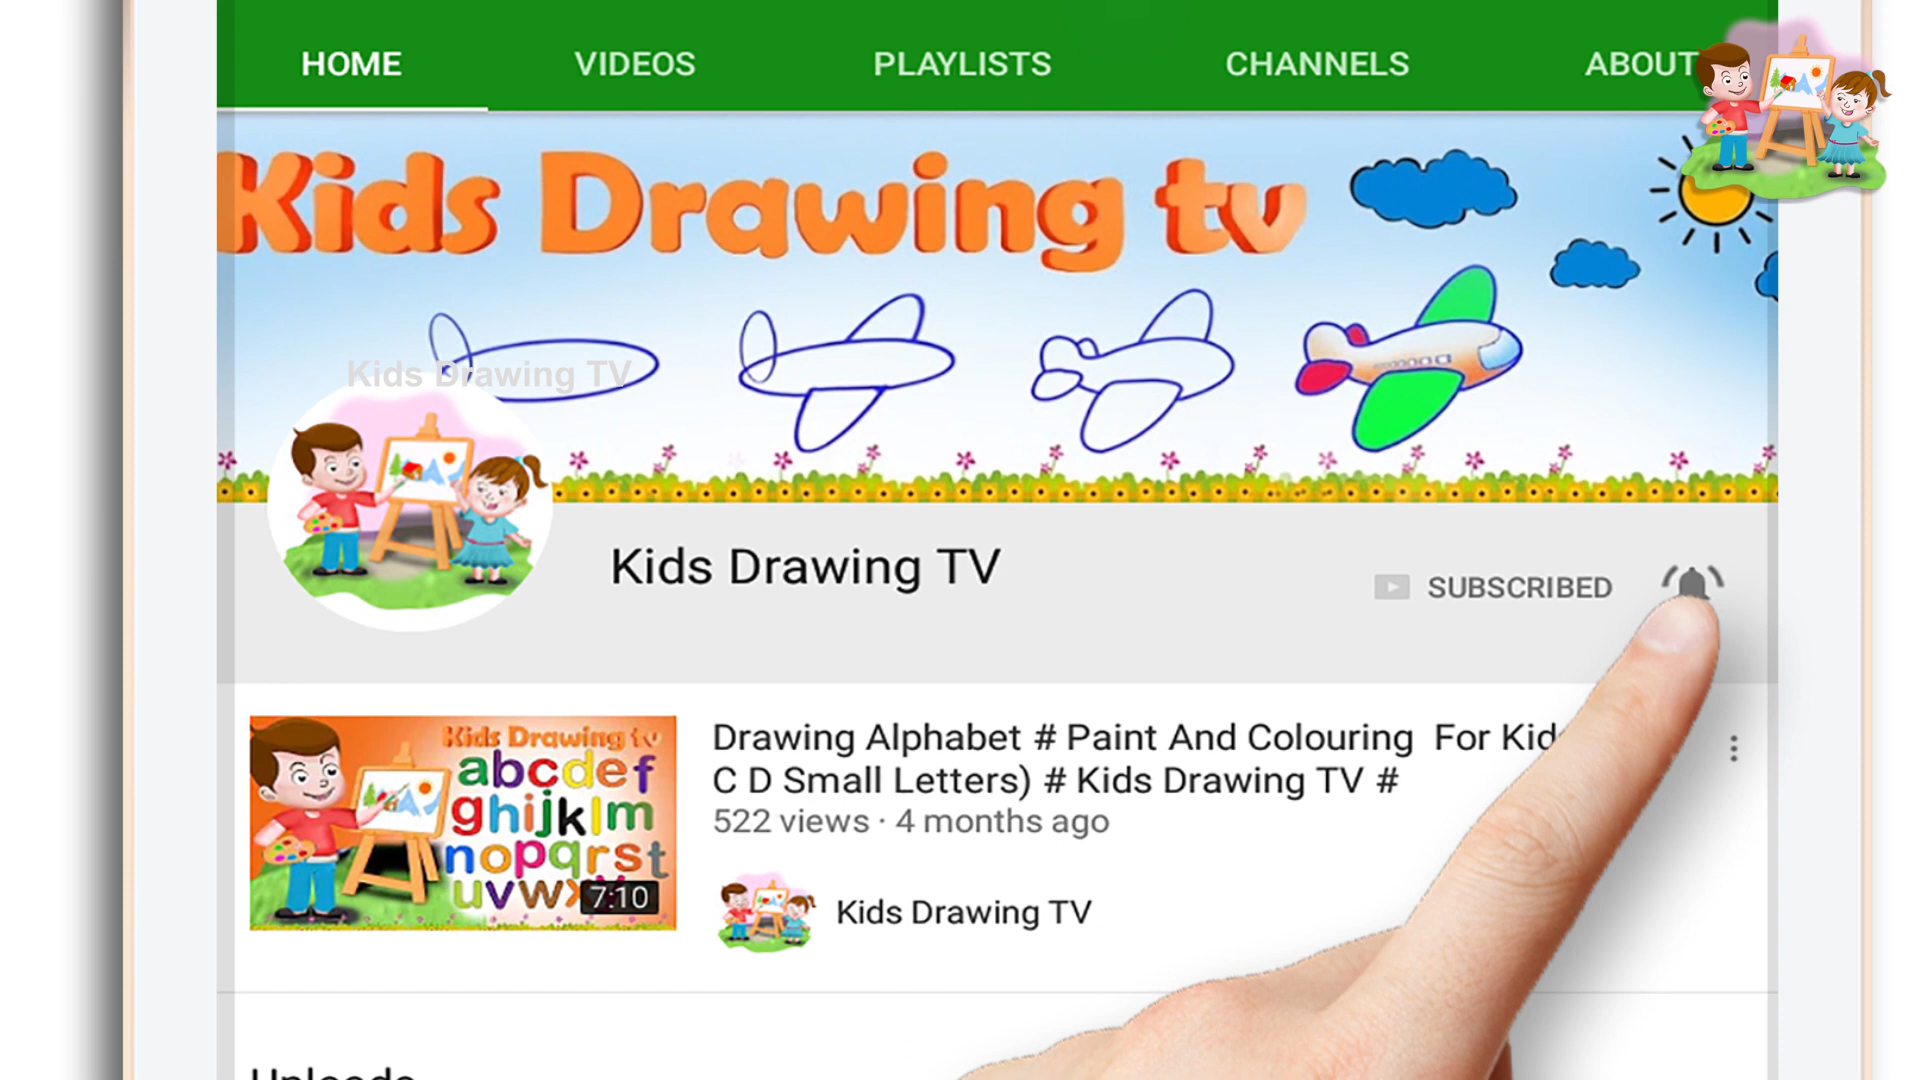 HOME VIDEOS PLAYLISTS CHANNELS ABOUT
Kids Drawing tv
Kids Drawing TV
Kids Drawing TV
SUBSCRIBED
Kids Drawing tv
abcdef
ghijklm
nopqrst
uvwx
7:10
Drawing Alphabet # Paint And Colouring For Kid
C D Small Letters) # Kids Drawing TV #
522 views · 4 months ago
Kids Drawing TV
Uploads